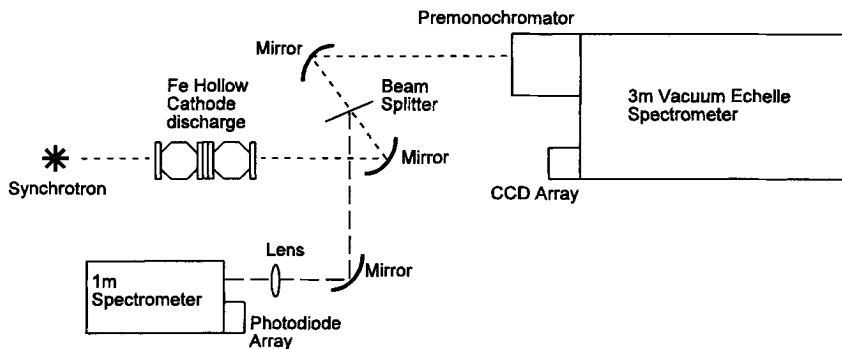 Premonochromator
Mirror
Fe Hollow
Cathode
discharge
Beam
Splitter
3m Vacuum Echelle
Spectrometer
Mirror
Synchrotron
CCD Array
Lens
1m
Spectrometer
Mirror
Photodiode
Array